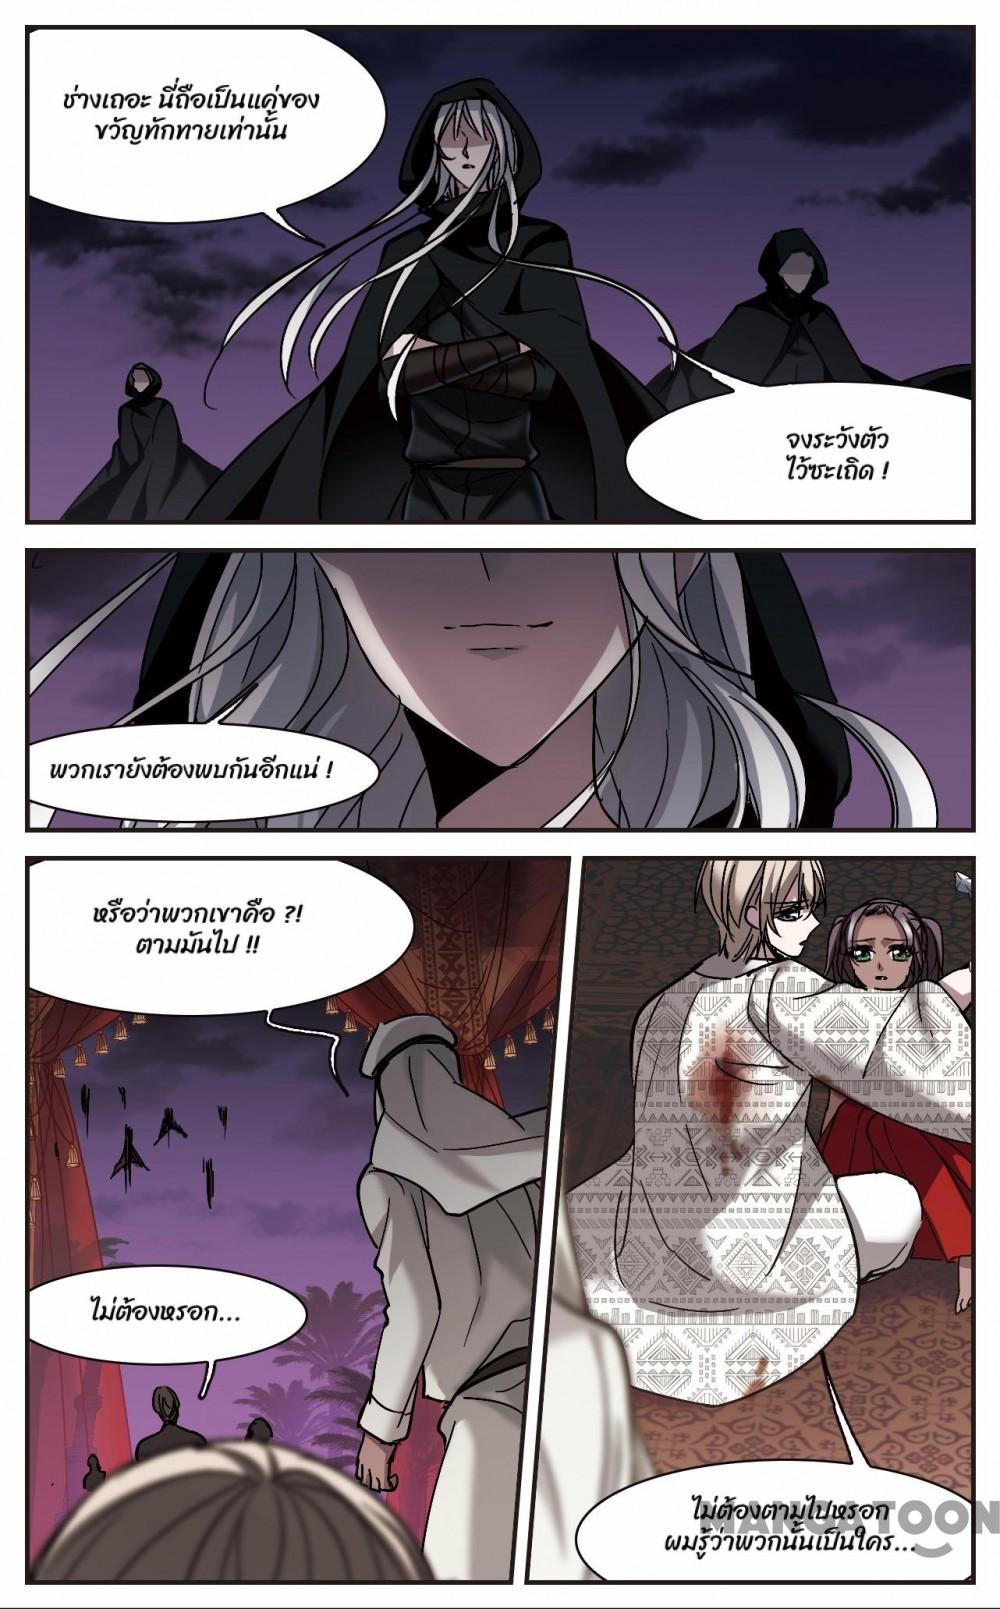 ช่างเถอะ นี่ถือเป็นแค่ของ
ขวัญทักทายเท่านั้น
จงระวังตัว
ไว้ซะเถิด !
พวกเรายังต้องพบกันอีกแน่ !
หรือว่าพวกเขาคือ ?!
ตามมันไป !!
ไม่ต้องหรอก...
ไม่ต้องตามไปหรอก
ผมรู้ว่าพวกนั้นเป็นใคร...
MANGATOON